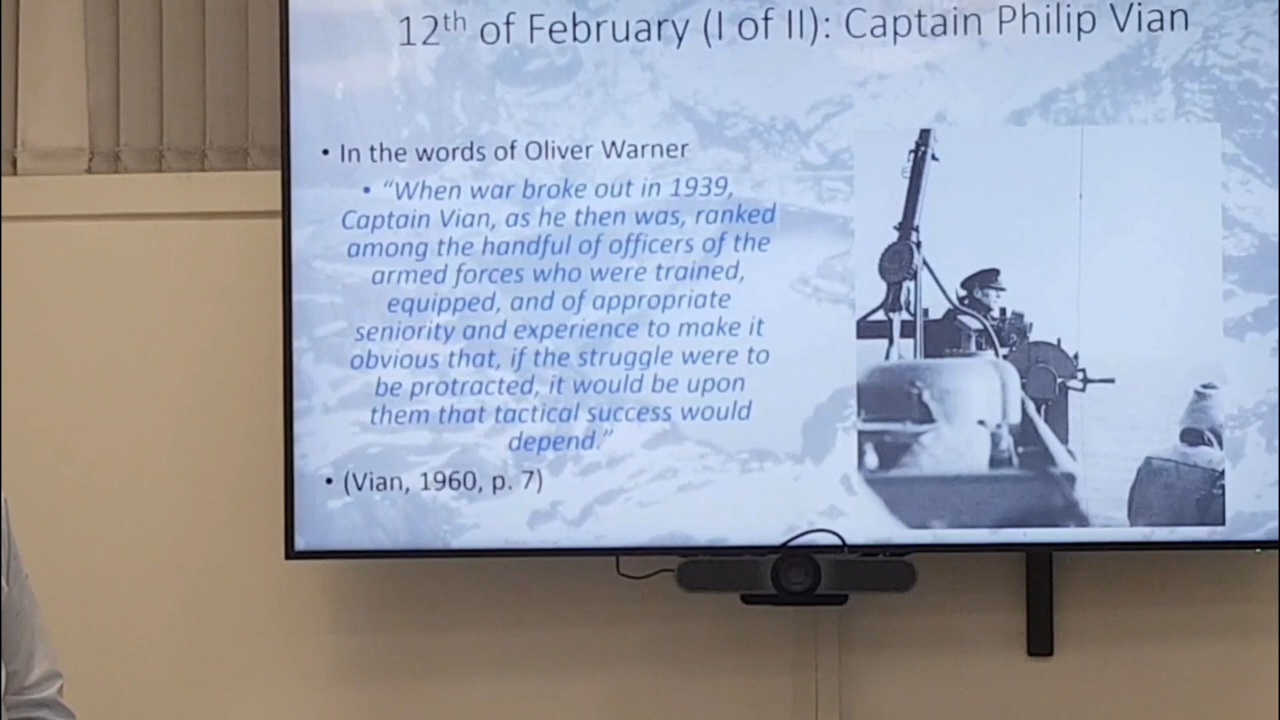 12th of February (I of II): Captain Philip Vian
• In the words of Oliver Warner
• “When war broke out in 1939,
Captain Vian, as he then was, ranked
among the handful of officers of the
armed forces who were trained,
equipped, and of appropriate
seniority and experience to make it
obvious that, if the struggle were to
be protracted, it would be upon
them that tactical success would
depend.”
• (Vian, 1960, p. 7)